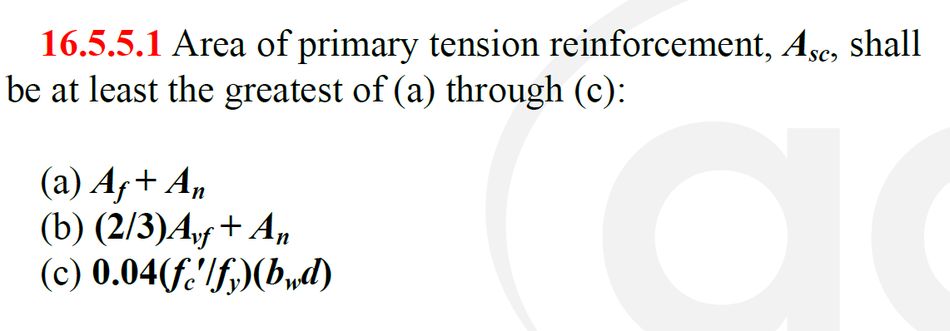 16.5.5.1 Area of primary tension reinforcement, Asc, shall
be at least the greatest of (a) through (c):
(a) Af + An
(b) (2/3)Avf + An
(c) 0.04(fc′/fy)(bwd)